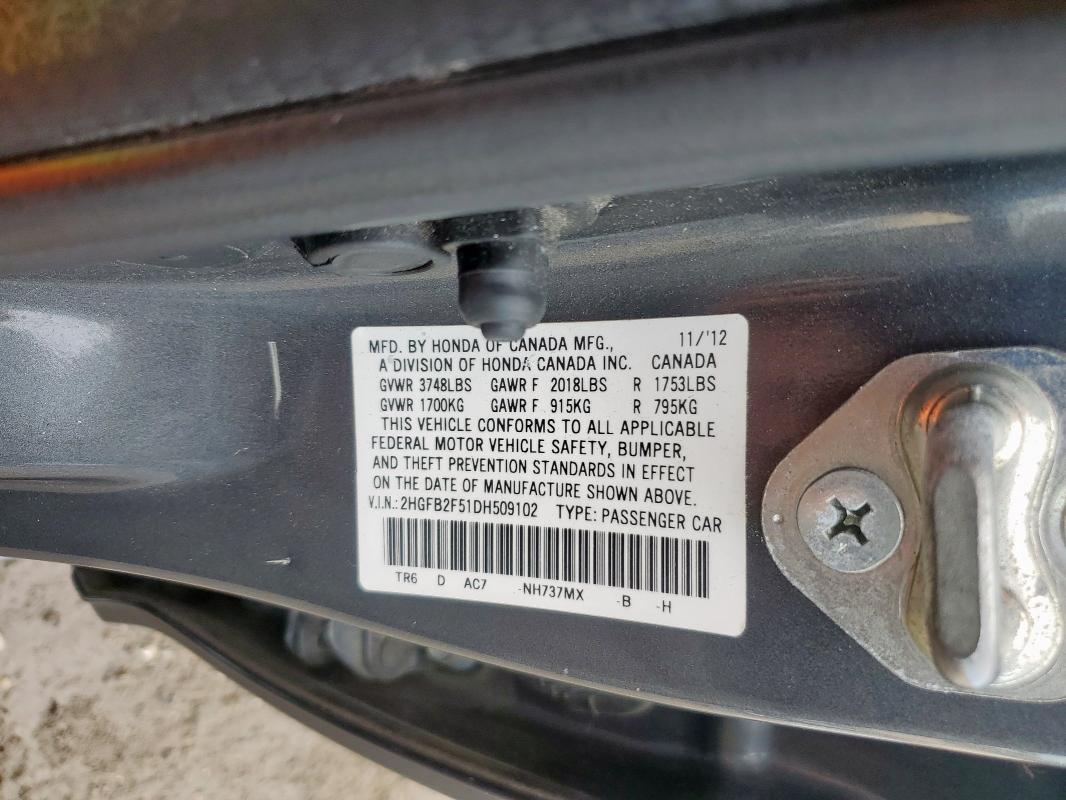 MFD. BY HONDA OF CANADA MFG., 11/'12
A DIVISION OF HONDA CANADA INC. CANADA
GVWR 3748LBS GAWR F 2018LBS R 1753LBS
GVWR 1700KG GAWR F 915KG R 795KG
THIS VEHICLE CONFORMS TO ALL APPLICABLE
FEDERAL MOTOR VEHICLE SAFETY, BUMPER,
AND THEFT PREVENTION STANDARDS IN EFFECT
ON THE DATE OF MANUFACTURE SHOWN ABOVE.
V.I.N.:2HGFB2F51DH509102 TYPE: PASSENGER CAR
TR6 D AC7 -NH737MX -B -H